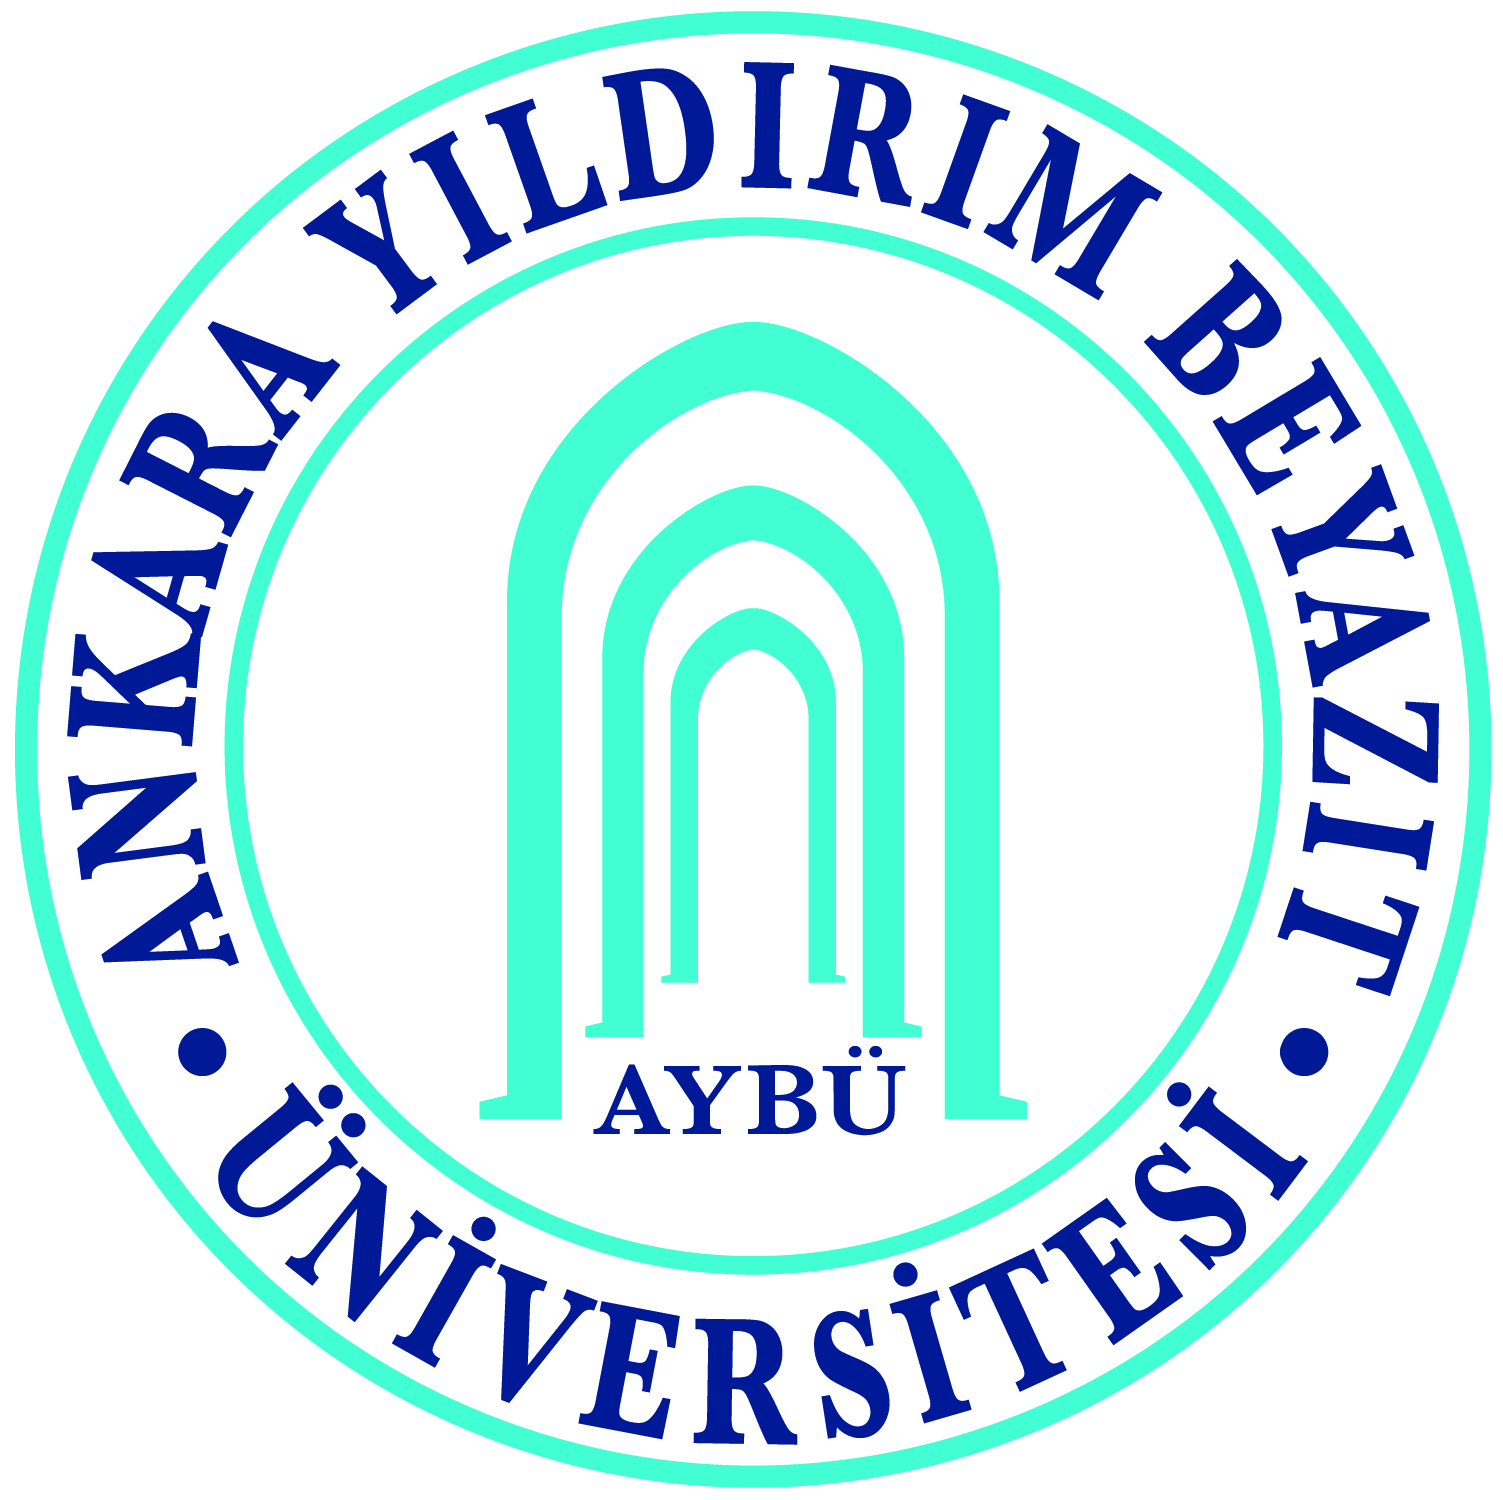 ANKARA YILDIRIM BEYAZIT
• ÜNİVERSİTESİ •
AYBÜ